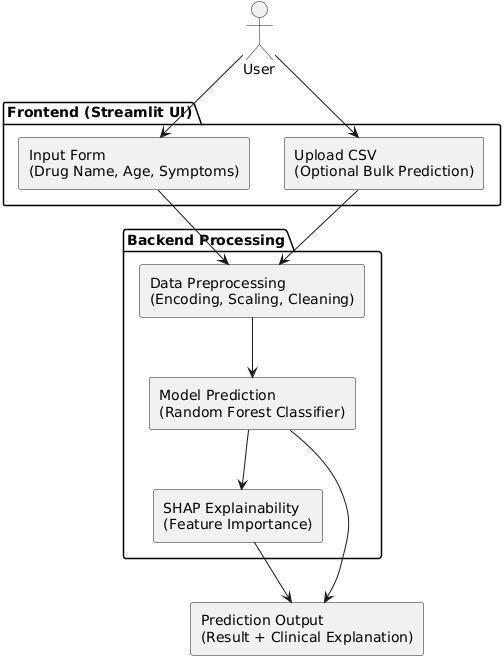 User
Frontend (Streamlit UI)
Input Form
(Drug Name, Age, Symptoms)
Upload CSV
(Optional Bulk Prediction)
Backend Processing
Data Preprocessing
(Encoding, Scaling, Cleaning)
Model Prediction
(Random Forest Classifier)
SHAP Explainability
(Feature Importance)
Prediction Output
(Result + Clinical Explanation)